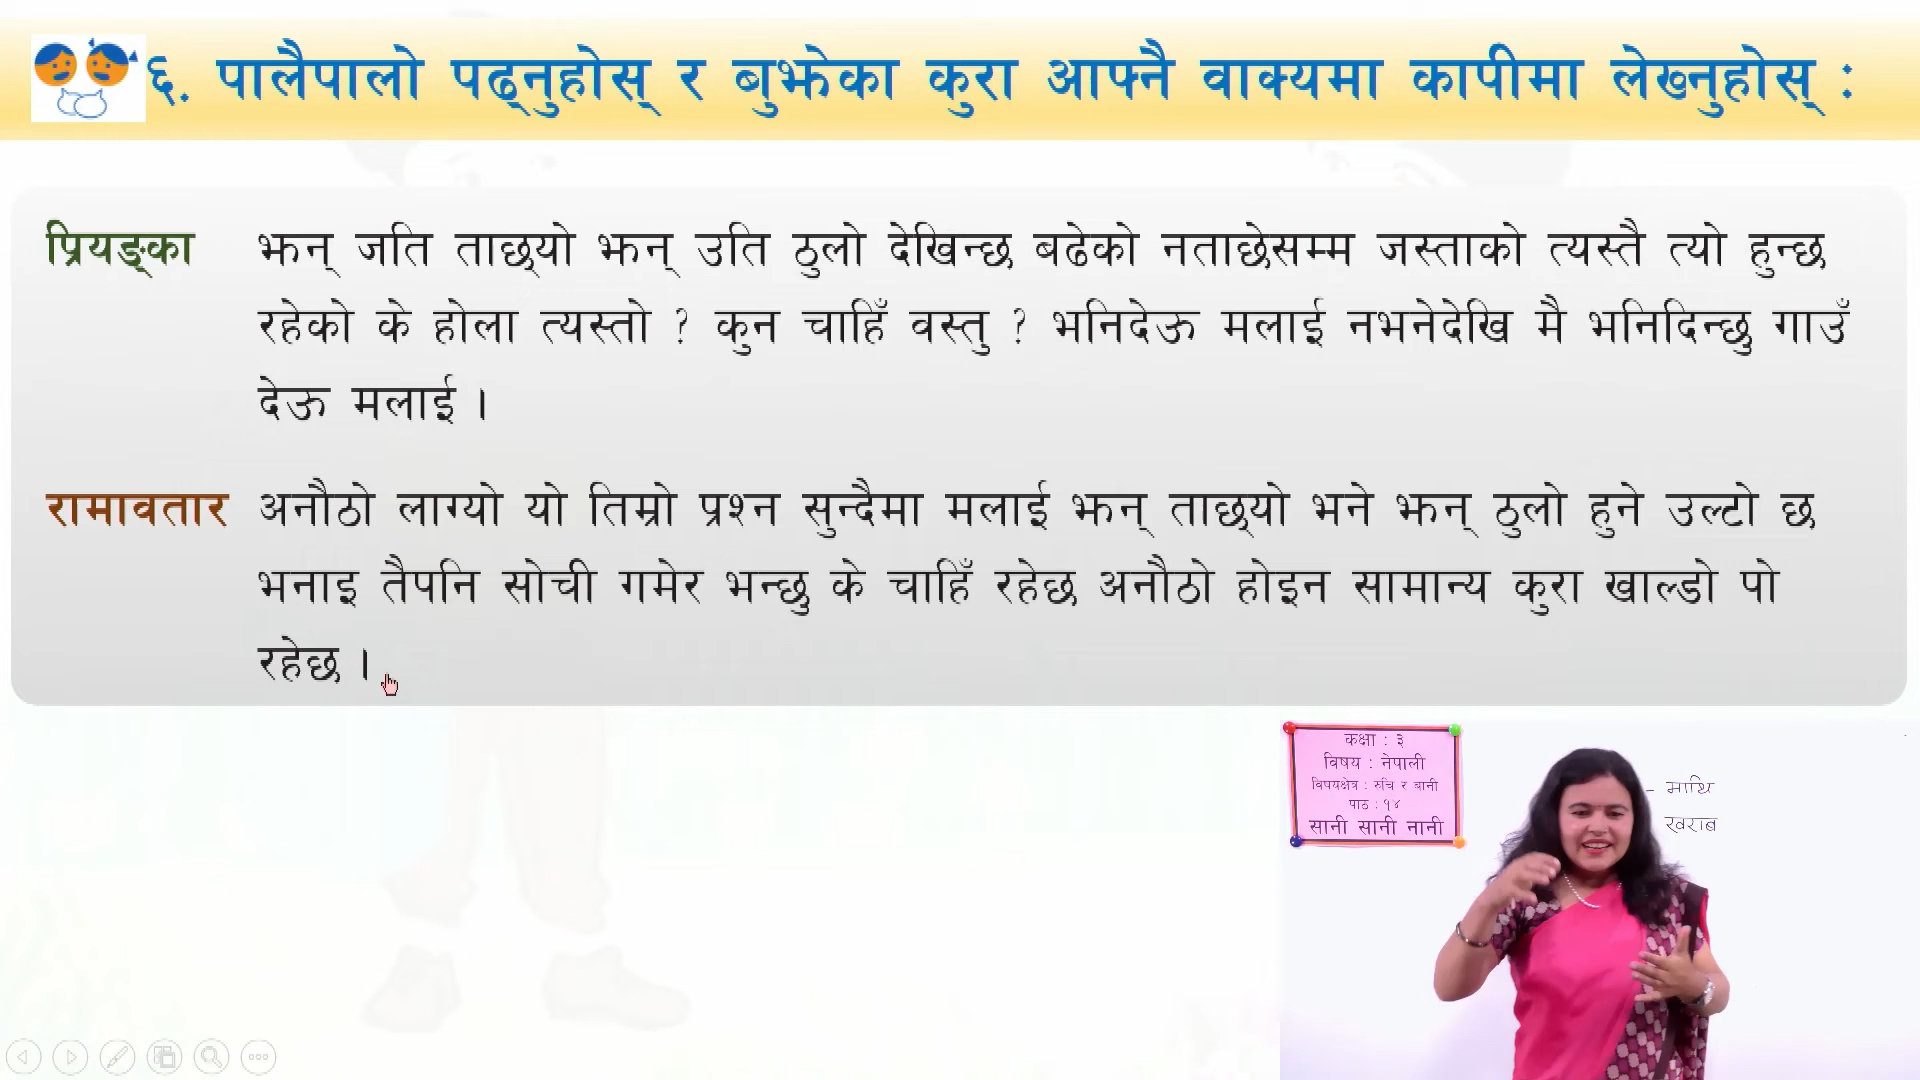 ६. पालैपालो पढ्नुहोस् र बुझेका कुरा आफ्नै वाक्यमा कापीमा लेख्नुहोस् :
प्रियङ्का झन् जति ताछ्यो झन् उति ठुलो देखिन्छ बढेको नताछेसम्म जस्ताको त्यस्तै त्यो हुन्छ
रहेको के होला त्यस्तो ? कुन चाहिँ वस्तु ? भनिदेऊ मलाई नभनेदेखि मै भनिदिन्छु गाउँ
देऊ मलाई ।
रामावतार अनौठो लाग्यो यो तिम्रो प्रश्न सुन्दैमा मलाई झन् ताछ्यो भने झन् ठुलो हुने उल्टो छ
भनाइ तैपनि सोची गमेर भन्छु के चाहिँ रहेछ अनौठो होइन सामान्य कुरा खाल्डो पो
रहेछ ।
कक्षा : ३
विषय : नेपाली
विषयक्षेत्र : रुचि र बानी
पाठ : १४
सानी सानी नानी
- माथि
खराब